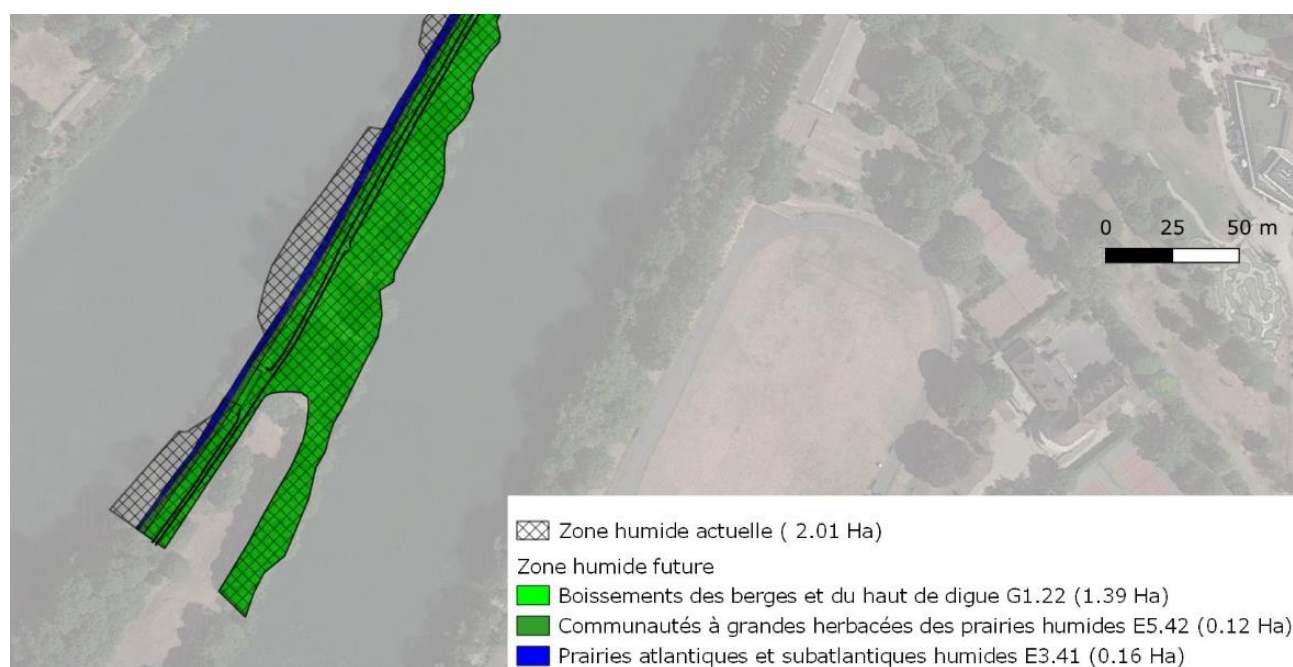 0 25 50 m
Zone humide actuelle ( 2.01 Ha)
Zone humide future
Boissements des berges et du haut de digue G1.22 (1.39 Ha)
Communautés à grandes herbacées des prairies humides E5.42 (0.12 Ha)
Prairies atlantiques et subatlantiques humides E3.41 (0.16 Ha)